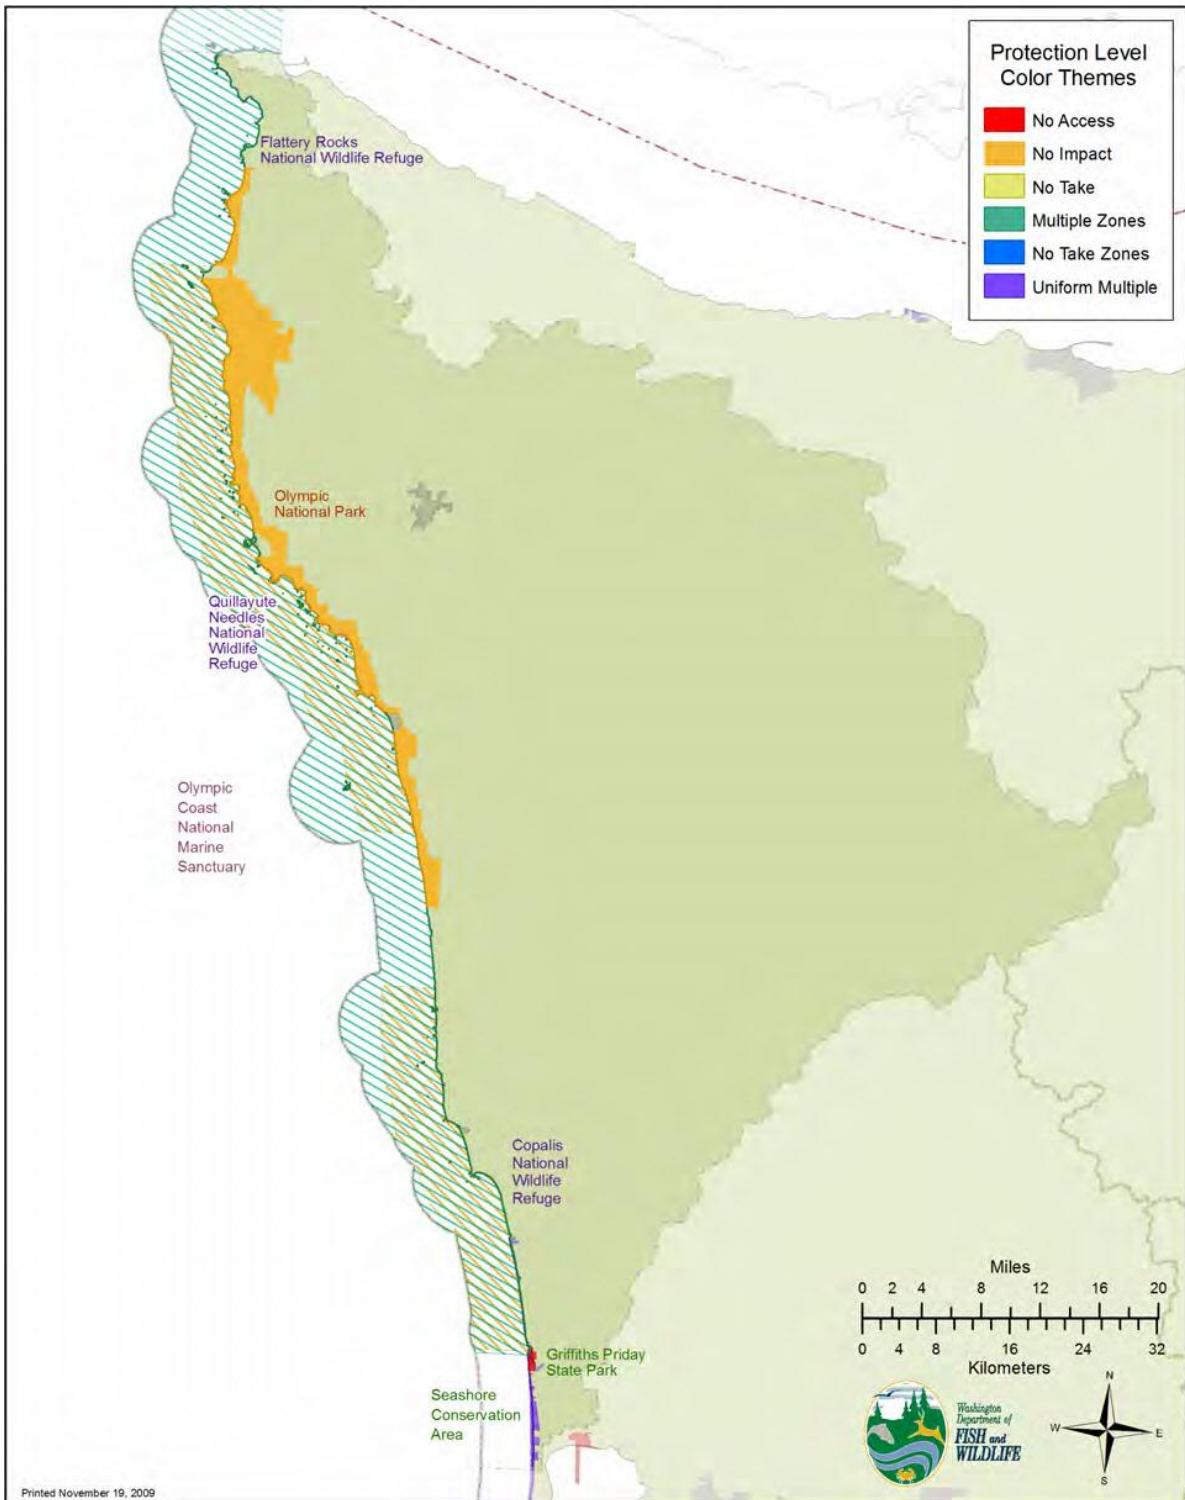 Protection Level
Color Themes
No Access
No Impact
No Take
Multiple Zones
No Take Zones
Uniform Multiple
Flattery Rocks
National Wildlife Refuge
Olympic
National Park
Quillayute
Needles
National
Wildlife
Refuge
Olympic
Coast
National
Marine
Sanctuary
Copalis
National
Wildlife
Refuge
Griffiths Priday
State Park
Seashore
Conservation
Area
Miles
0 2 4 8 12 16 20
0 4 8 16 24 32
Kilometers
Washington
Department of
FISH and
WILDLIFE
N
W E
S
Printed November 19, 2009